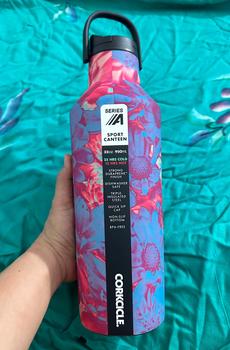 SERIES
A
SPORT
CANTEEN
32oz 950mL
25 HRS COLD
12 HRS HOT
STRONG
DURAPRENE™
FINISH
DISHWASHER
SAFE
TRIPLE
INSULATED
STEEL
QUICK SIP
CAP
NON-SLIP
BOTTOM
BPA-FREE
CORKCICLE.